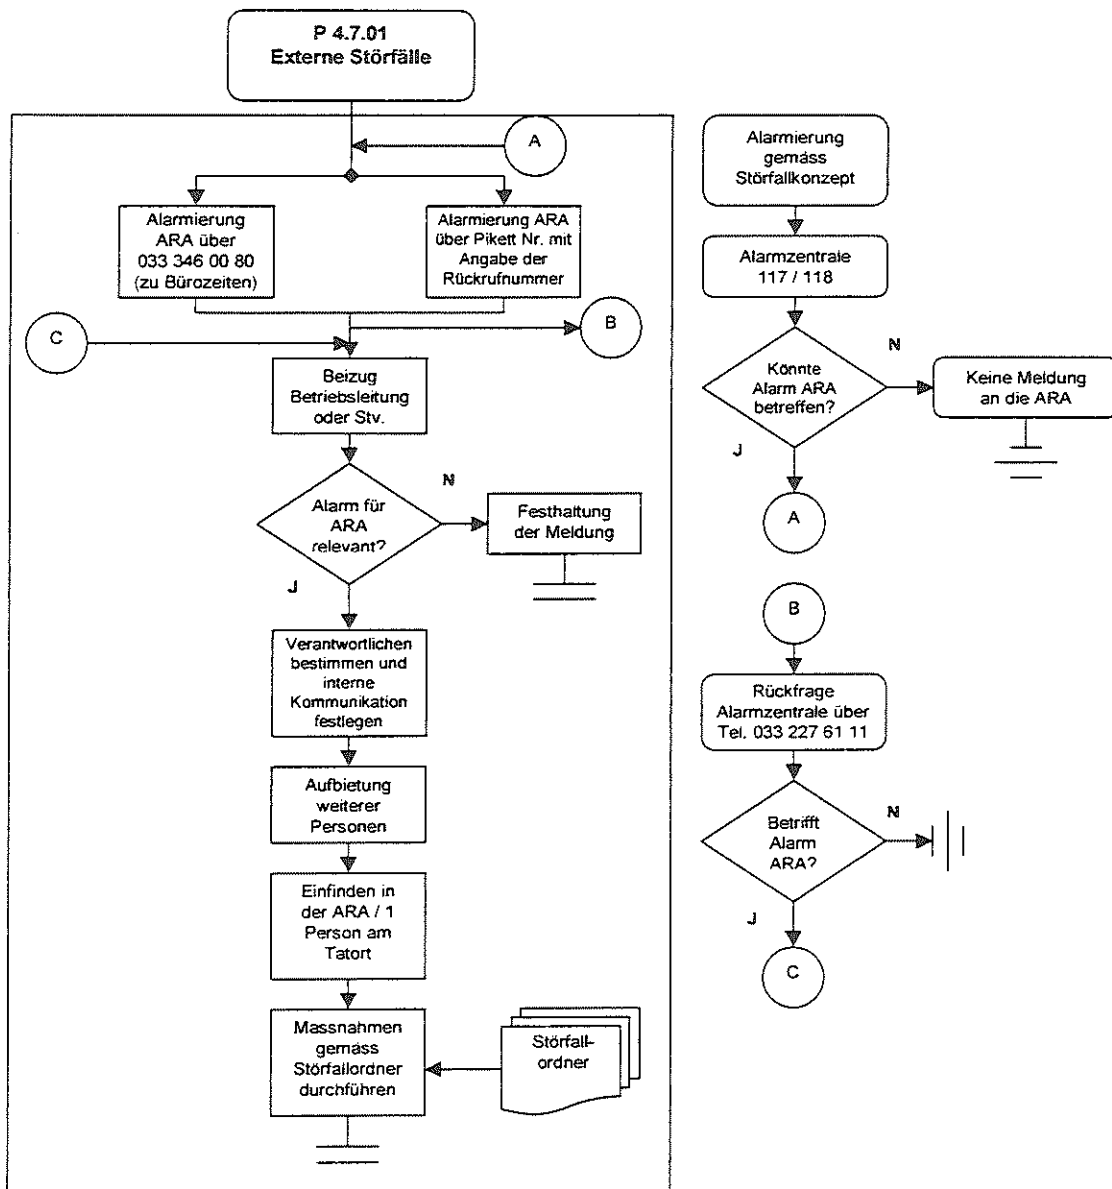 P 4.7.01
Externe Störfälle
A
Alarmierung
ARA über
033 346 00 80
(zu Bürozeiten)
Alarmierung ARA
über Pikett Nr. mit
Angabe der
Rückrufnummer
C
B
Beizug
Betriebsleitung
oder Stv.
Alarm für
ARA
relevant?
N
Festhaltung
der Meldung
J
Verantwortlichen
bestimmen und
interne
Kommunikation
festlegen
Aufbietung
weiterer
Personen
Einfinden in
der ARA / 1
Person am
Tatort
Massnahmen
gemäss
Störfallordner
durchführen
Störfall-
ordner
Alarmierung
gemäss
Störfallkonzept
Alarmzentrale
117 / 118
Könnte
Alarm ARA
betreffen?
N
Keine Meldung
an die ARA
J
A
B
Rückfrage
Alarmzentrale über
Tel. 033 227 61 11
Betrifft
Alarm
ARA?
N
J
C